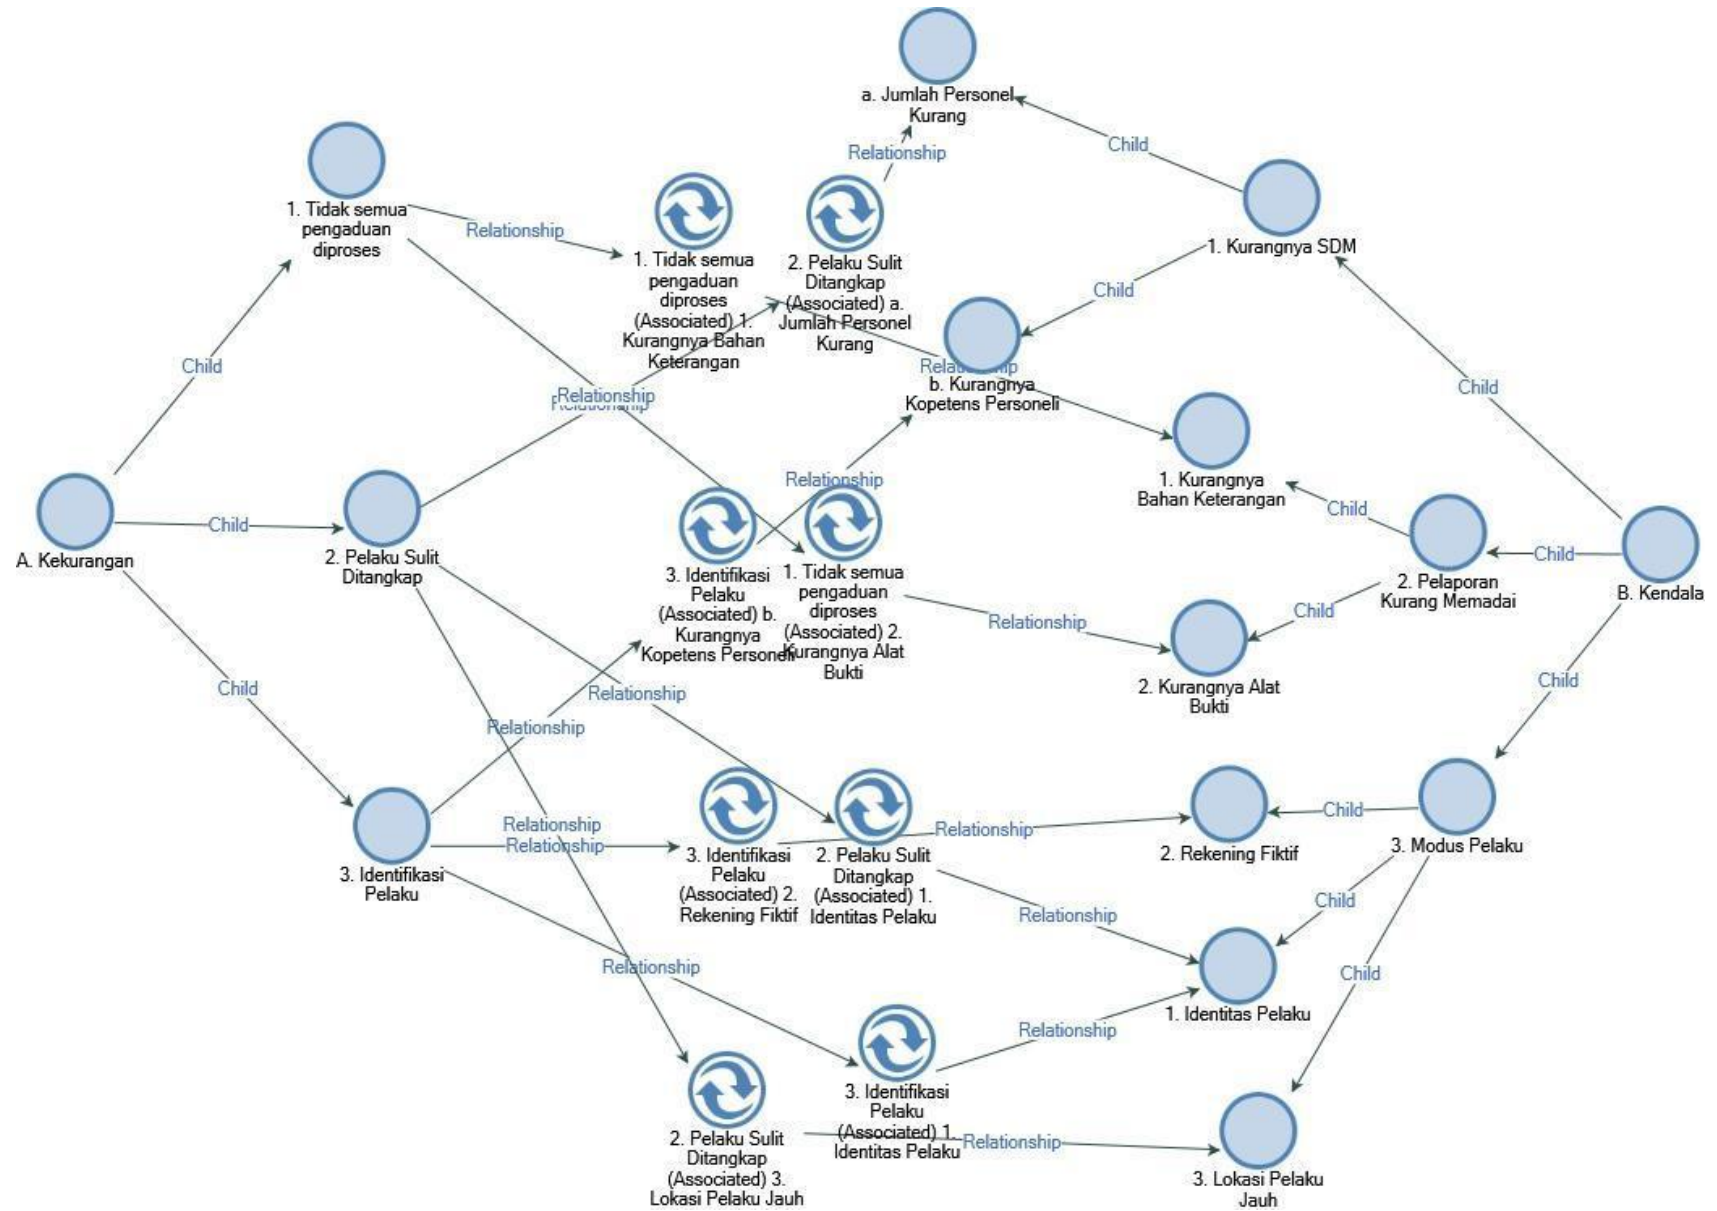 a. Jumlah Personel
Kurang
Child
Relationship
1. Tidak semua
pengaduan
diproses
Relationship
1. Kurangnya SDM
1. Tidak semua
pengaduan
diproses
(Associated) 1.
Kurangnya Bahan
Keterangan
2. Pelaku Sulit
Ditangkap
(Associated) a.
Jumlah Personel
Kurang
Child
Child
Relationship
b. Kurangnya
Kopetens Personeli
Child
Relationship
Relationship
1. Kurangnya
Bahan Keterangan
Relationship
Child
Child
A. Kekurangan
2. Pelaku Sulit
Ditangkap
3. Identifikasi
Pelaku
(Associated) b.
Kurangnya
Kopetens Personeli
1. Tidak semua
pengaduan
diproses
(Associated) 2.
Kurangnya Alat
Bukti
Child
2. Pelaporan
Kurang Memadai
B. Kendala
Relationship
Child
2. Kurangnya Alat
Bukti
Child
Relationship
Child
Relationship
Relationship
Relationship
3. Identifikasi
Pelaku
3. Identifikasi
Pelaku
(Associated) 2.
Rekening Fiktif
2. Pelaku Sulit
Ditangkap
(Associated) 1.
Identitas Pelaku
Relationship
2. Rekening Fiktif
Child
3. Modus Pelaku
Relationship
Child
Relationship
Child
1. Identitas Pelaku
Relationship
3. Identifikasi
Pelaku
(Associated) 1.
Identitas Pelaku
2. Pelaku Sulit
Ditangkap
(Associated) 3.
Lokasi Pelaku Jauh
Relationship
3. Lokasi Pelaku
Jauh